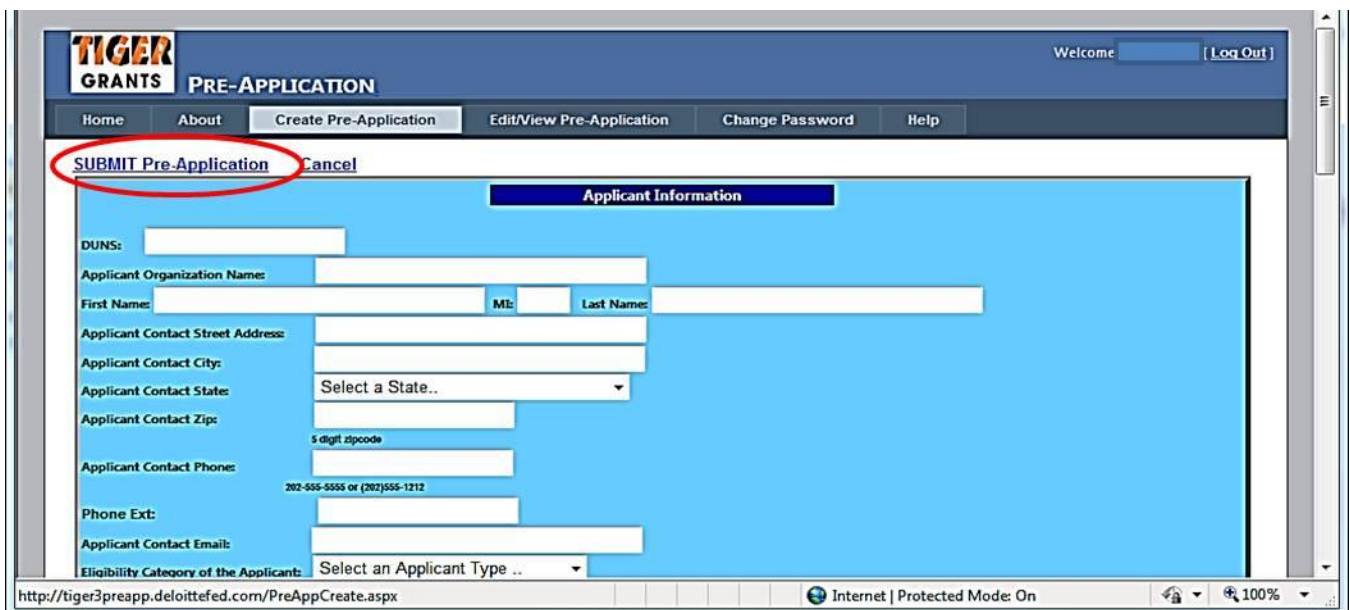 TIGER
GRANTS PRE-APPLICATION
Welcome [ Log Out ]
Home About Create Pre-Application Edit/View Pre-Application Change Password Help
SUBMIT Pre-Application Cancel
Applicant Information
DUNS:
Applicant Organization Name:
First Name: MI: Last Name:
Applicant Contact Street Address:
Applicant Contact City:
Applicant Contact State: Select a State..
Applicant Contact Zip:
5 digit zipcode
Applicant Contact Phone:
202-555-5555 or (202)555-1212
Phone Ext:
Applicant Contact Email:
Eligibility Category of the Applicant: Select an Applicant Type ..
http://tiger3preapp.deloittefed.com/PreAppCreate.aspx Internet | Protected Mode: On 100%